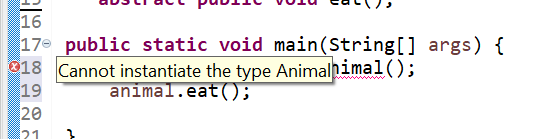 abstract public void eat();
16
17 public static void main(String[] args) {
18 Cannot instantiate the type Animal nimal();
19 animal.eat();
20
21 }